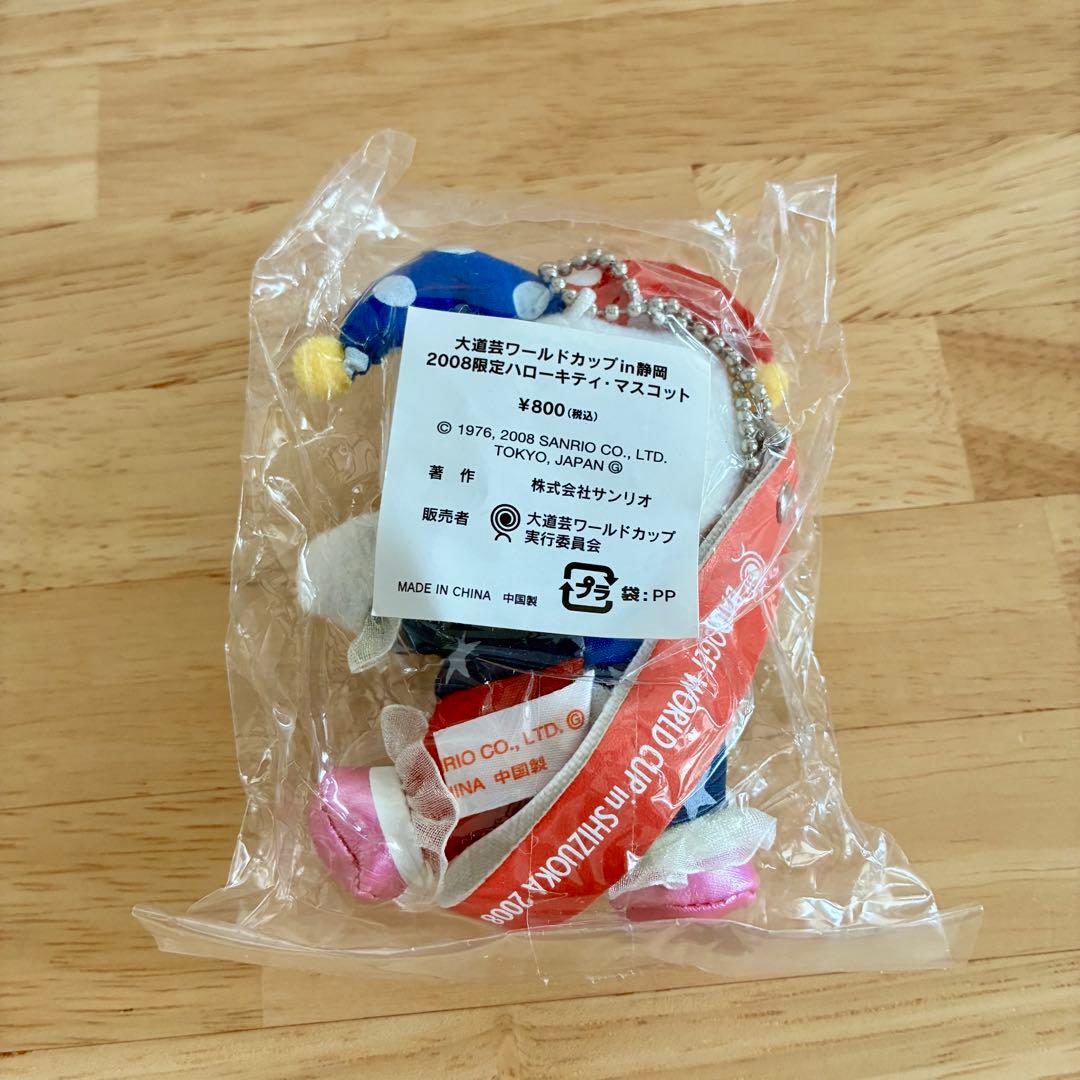 大道芸ワールドカップin静岡
2008限定ハローキティ・マスコット
¥800(税込)
© 1976, 2008 SANRIO CO., LTD.
TOKYO, JAPAN Ⓖ
著 作 株式会社サンリオ
販売者 大道芸ワールドカップ
実行委員会
MADE IN CHINA 中国製
プラ 袋:PP
RIO CO., LTD. Ⓖ
HINA 中国製
DAIDOGEI WORLD CUP in SHIZUOKA 2008